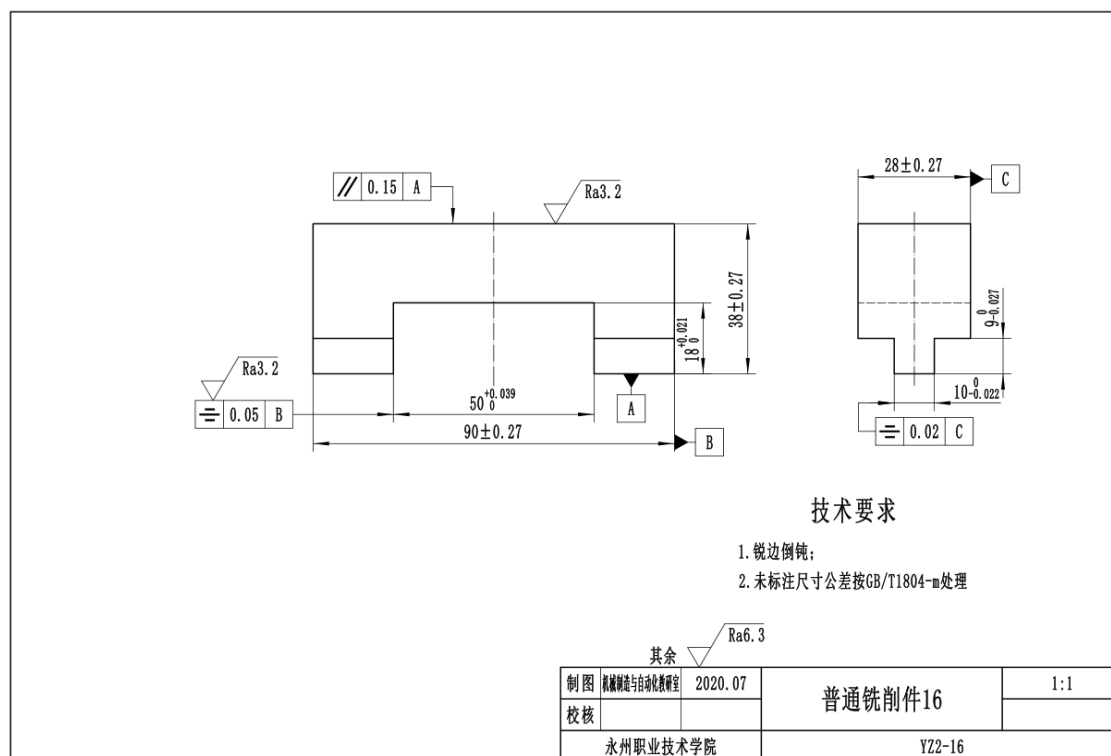 28±0.27
C
// 0.15 A
Ra3.2
38±0.27
18 +0.021 0
9 0 -0.027
Ra3.2
⌯ 0.05 B
50 +0.039 0
A
10 0 -0.022
90±0.27
B
⌯ 0.02 C
技术要求
1.锐边倒钝;
2.未标注尺寸公差按GB/T1804-m处理
其余 Ra6.3
制图 机械制造与自动化教研室 2020.07 普通铣削件16 1:1
校核
永州职业技术学院 YZ2-16